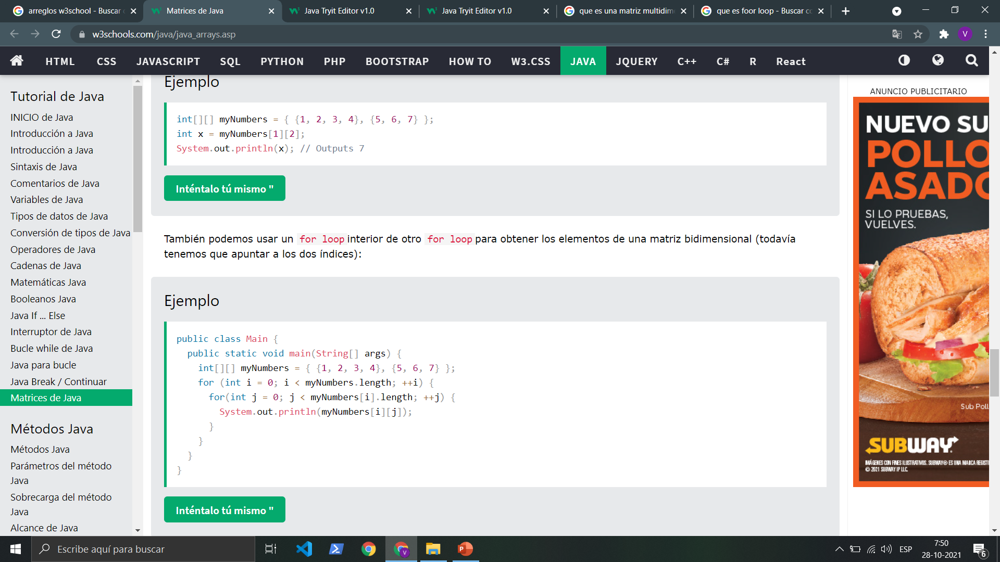 arreglos w3school - Buscar
Matrices de Java
Java Tryit Editor v1.0
Java Tryit Editor v1.0
que es una matriz multidim
que es foor loop - Buscar co
w3schools.com/java/java_arrays.asp
V
HTML CSS JAVASCRIPT SQL PYTHON PHP BOOTSTRAP HOW TO W3.CSS JAVA JQUERY C++ C# R React
Tutorial de Java
INICIO de Java
Introducción a Java
Introducción a Java
Sintaxis de Java
Comentarios de Java
Variables de Java
Tipos de datos de Java
Conversión de tipos de Java
Operadores de Java
Cadenas de Java
Matemáticas Java
Booleanos Java
Java If ... Else
Interruptor de Java
Bucle while de Java
Java para bucle
Java Break / Continuar
Matrices de Java
Métodos Java
Métodos Java
Parámetros del método
Java
Sobrecarga del método
Java
Alcance de Java
Ejemplo
int[][] myNumbers = { {1, 2, 3, 4}, {5, 6, 7} };
int x = myNumbers[1][2];
System.out.println(x); // Outputs 7
Inténtalo tú mismo "
También podemos usar un for loop interior de otro for loop para obtener los elementos de una matriz bidimensional (todavía
tenemos que apuntar a los dos índices):
Ejemplo
public class Main {
  public static void main(String[] args) {
    int[][] myNumbers = { {1, 2, 3, 4}, {5, 6, 7} };
    for (int i = 0; i < myNumbers.length; ++i) {
      for(int j = 0; j < myNumbers[i].length; ++j) {
        System.out.println(myNumbers[i][j]);
      }
    }
  }
}
Inténtalo tú mismo "
ANUNCIO PUBLICITARIO
NUEVO SU
POLLO
ASADO
SI LO PRUEBAS,
VUELVES.
Sub Poll
SUBWAY
IMÁGENES CON FINES ILUSTRATIVOS. SUBWAY® ES UNA MARCA REGIST
© 2021 SUBWAY IP LLC.
Escribe aquí para buscar
V
P
ESP
7:50
28-10-2021
6